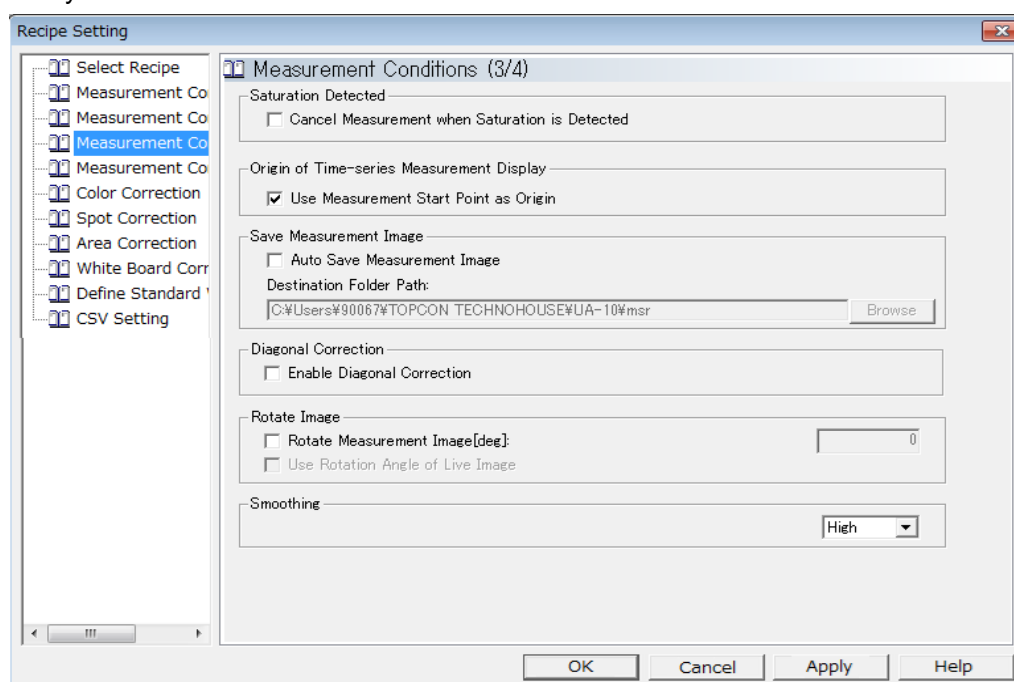 Recipe Setting
Select Recipe
Measurement Co
Measurement Co
Measurement Co
Measurement Co
Color Correction
Spot Correction
Area Correction
White Board Corr
Define Standard
CSV Setting
Measurement Conditions (3/4)
Saturation Detected
Cancel Measurement when Saturation is Detected
Origin of Time-series Measurement Display
Use Measurement Start Point as Origin
Save Measurement Image
Auto Save Measurement Image
Destination Folder Path:
C:¥Users¥90067¥TOPCON TECHNOHOUSE¥UA-10¥msr Browse
Diagonal Correction
Enable Diagonal Correction
Rotate Image
Rotate Measurement Image[deg]: 0
Use Rotation Angle of Live Image
Smoothing
High
OK Cancel Apply Help